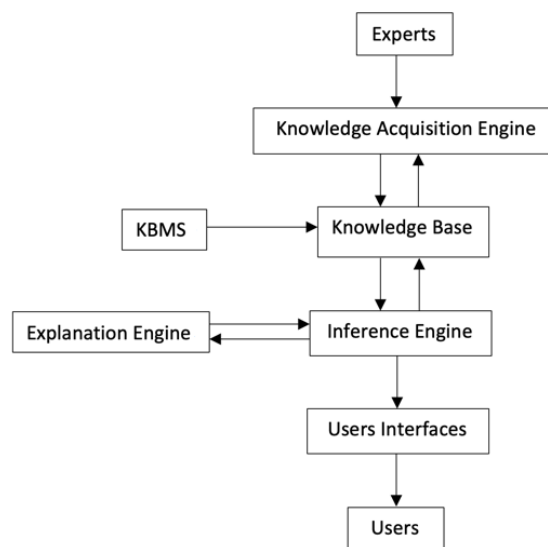 Experts
Knowledge Acquisition Engine
KBMS
Knowledge Base
Explanation Engine
Inference Engine
Users Interfaces
Users